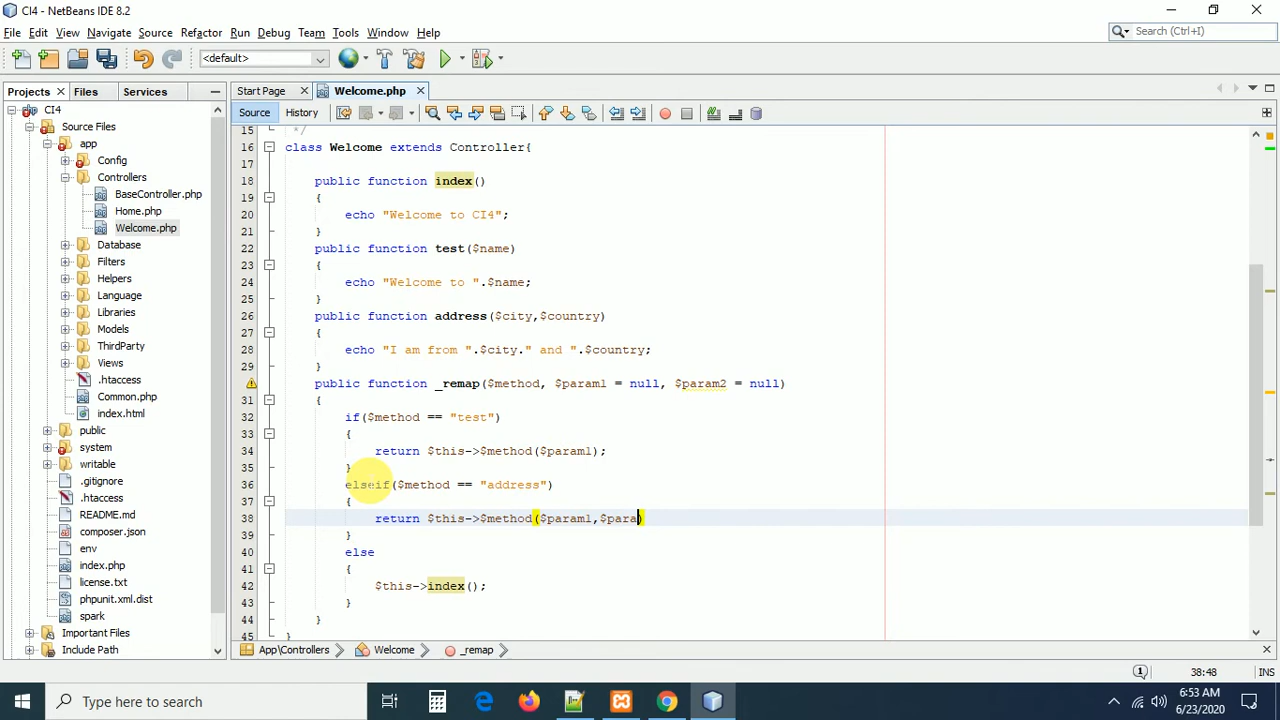 CI4 - NetBeans IDE 8.2
File Edit View Navigate Source Refactor Run Debug Team Tools Window Help
Search (Ctrl+I)
<default>
Projects Files Services
Start Page Welcome.php
Source History
CI4
Source Files
app
Config
Controllers
BaseController.php
Home.php
Welcome.php
Database
Filters
Helpers
Language
Libraries
Models
ThirdParty
Views
.htaccess
Common.php
index.html
public
system
writable
.gitignore
.htaccess
README.md
composer.json
env
index.php
license.txt
phpunit.xml.dist
spark
Important Files
Include Path
15 */
16 class Welcome extends Controller{
17
18 public function index()
19 {
20 echo "Welcome to CI4";
21 }
22 public function test($name)
23 {
24 echo "Welcome to ".$name;
25 }
26 public function address($city,$country)
27 {
28 echo "I am from ".$city." and ".$country;
29 }
public function _remap($method, $param1 = null, $param2 = null)
31 {
32 if($method == "test")
33 {
34 return $this->$method($param1);
35 }
36 elseif($method == "address")
37 {
38 return $this->$method($param1,$para)
39 }
40 else
41 {
42 $this->index();
43 }
44 }
45 }
App\Controllers Welcome _remap
38:48 INS
Type here to search
6:53 AM
6/23/2020